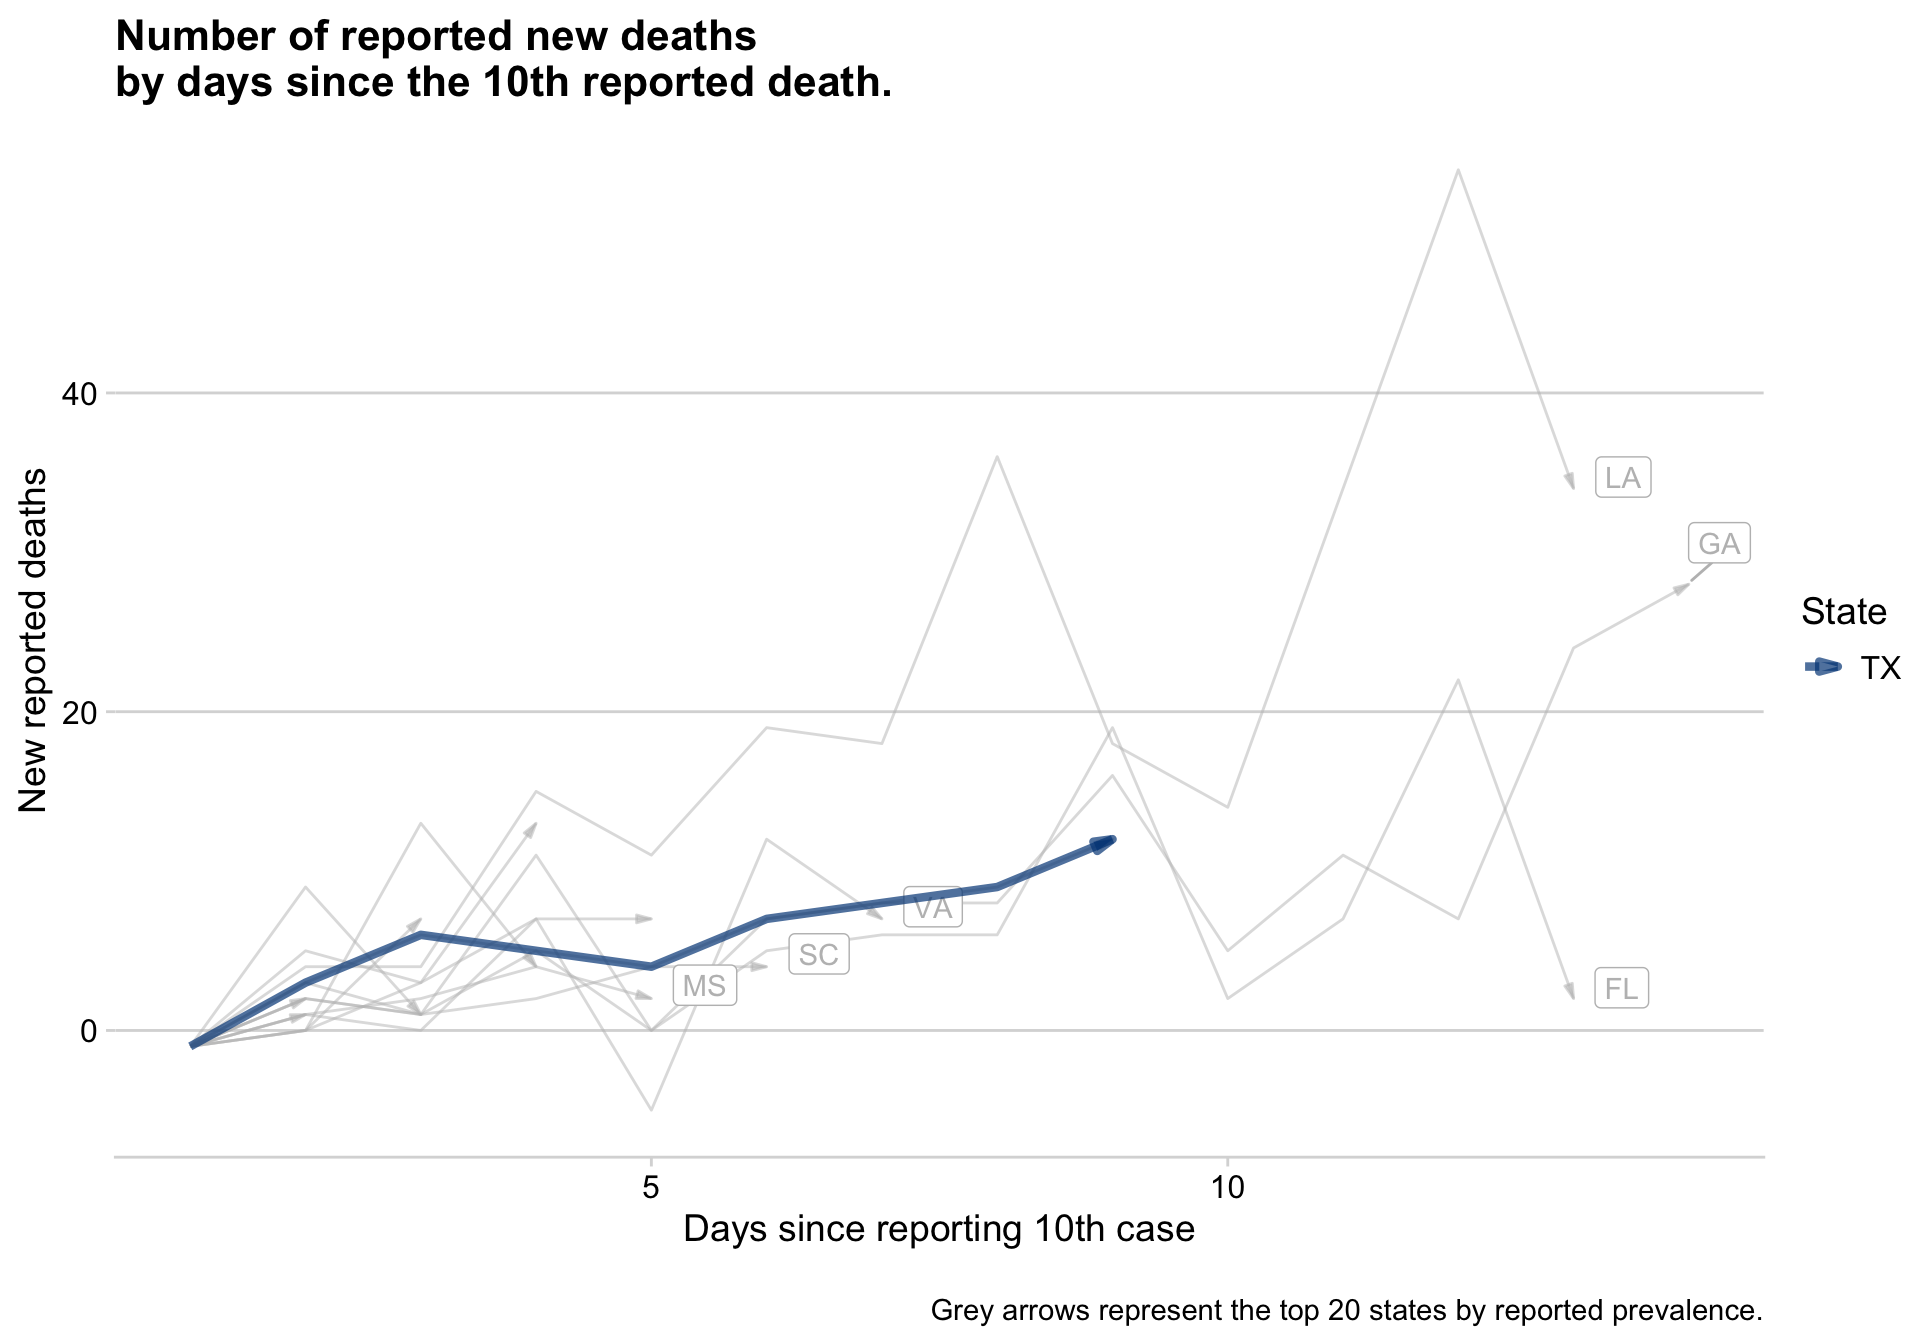 Number of reported new deaths
by days since the 10th reported death.
New reported deaths
40
20
0
LA
GA
VA
SC
MS
FL
State
TX
5
10
Days since reporting 10th case
Grey arrows represent the top 20 states by reported prevalence.